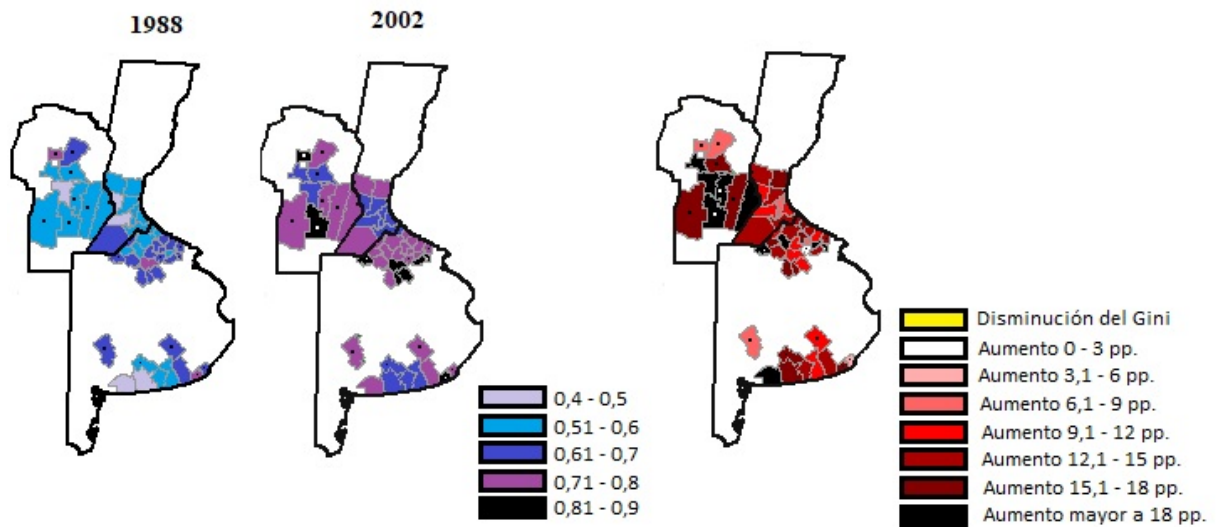 1988
2002
0,4 - 0,5
0,51 - 0,6
0,61 - 0,7
0,71 - 0,8
0,81 - 0,9
Disminución del Gini
Aumento 0 - 3 pp.
Aumento 3,1 - 6 pp.
Aumento 6,1 - 9 pp.
Aumento 9,1 - 12 pp.
Aumento 12,1 - 15 pp.
Aumento 15,1 - 18 pp.
Aumento mayor a 18 pp.